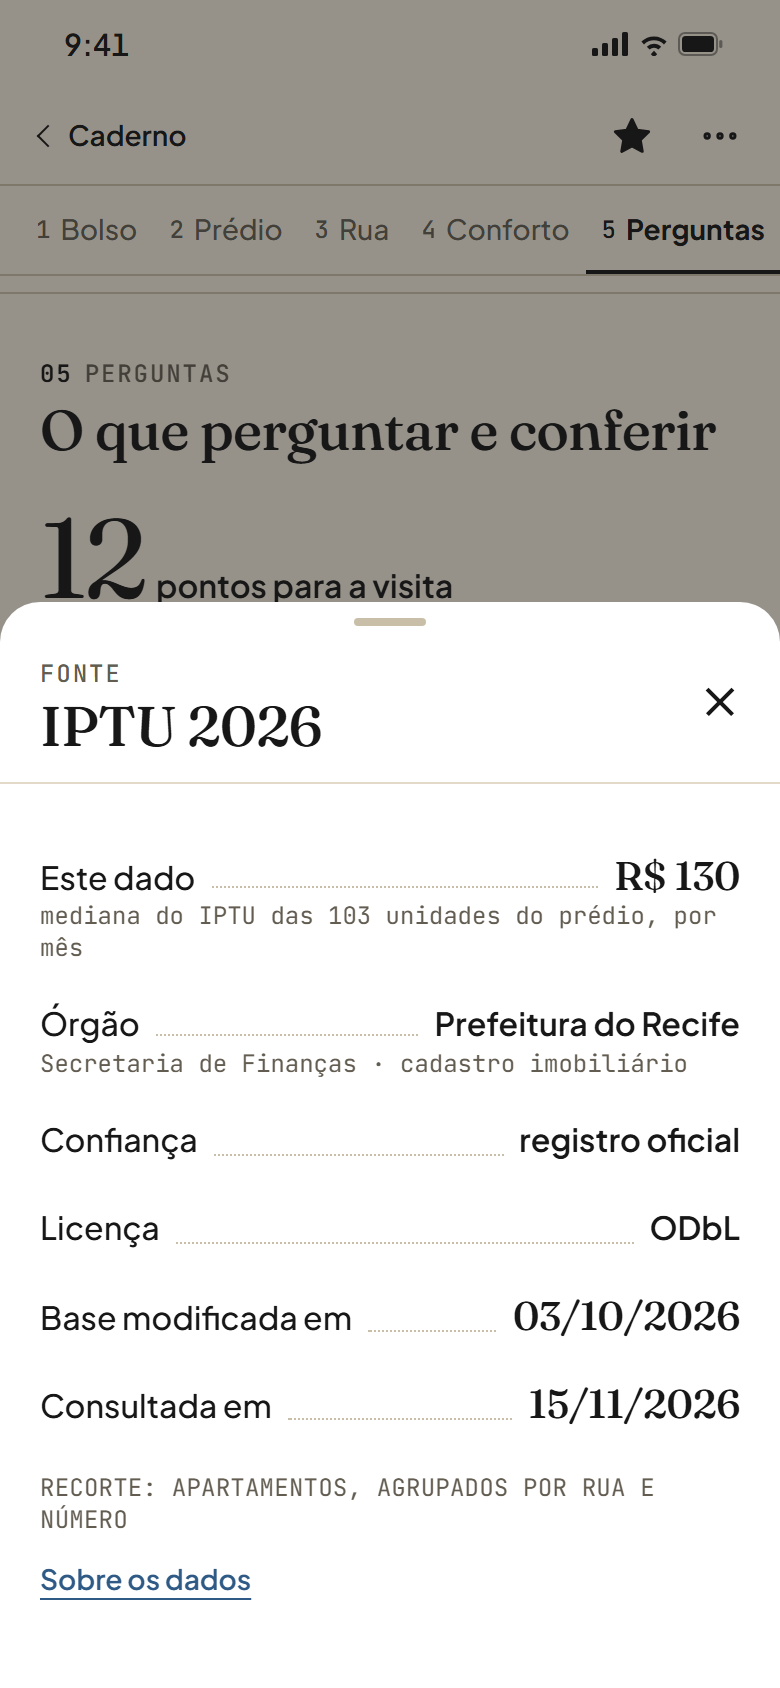 9:41
Caderno
1 Bolso 2 Prédio 3 Rua 4 Conforto 5 Perguntas
05 PERGUNTAS
O que perguntar e conferir
12 pontos para a visita
FONTE
IPTU 2026
Este dado R$ 130
mediana do IPTU das 103 unidades do prédio, por
mês
Órgão Prefeitura do Recife
Secretaria de Finanças · cadastro imobiliário
Confiança registro oficial
Licença ODbL
Base modificada em 03/10/2026
Consultada em 15/11/2026
RECORTE: APARTAMENTOS, AGRUPADOS POR RUA E
NÚMERO
Sobre os dados